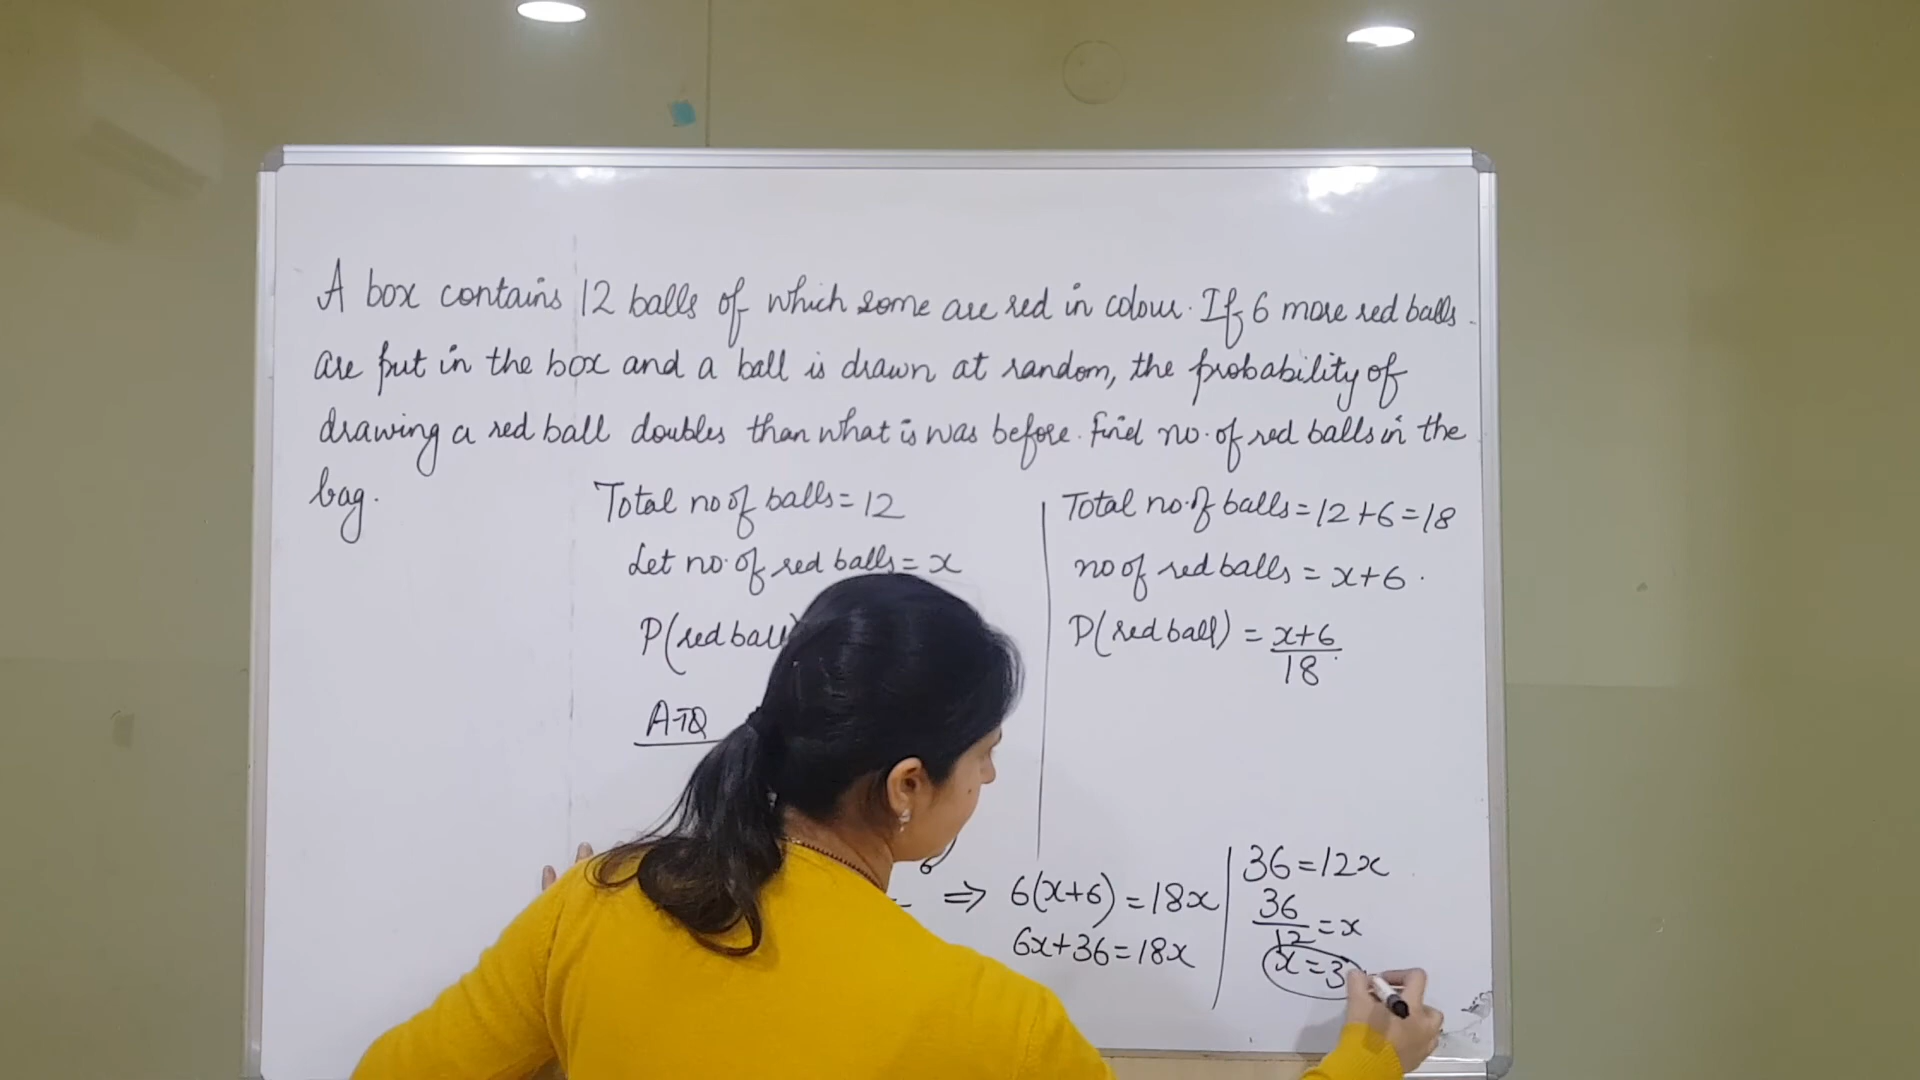 A box contains 12 balls of which some are red in colour. If 6 more red balls
are put in the box and a ball is drawn at random, the probability of
drawing a red ball doubles than what is was before. Find no. of red balls in the
bag.
Total no of balls = 12
Let no. of red balls = x
P(red ball)
ATQ
Total no. of balls = 12 + 6 = 18
no of red balls = x+6.
P(red ball) = x+6
18
⇒ 6(x+6) = 18x
6x+36 = 18x
36 = 12x
36
12 = x
x = 3